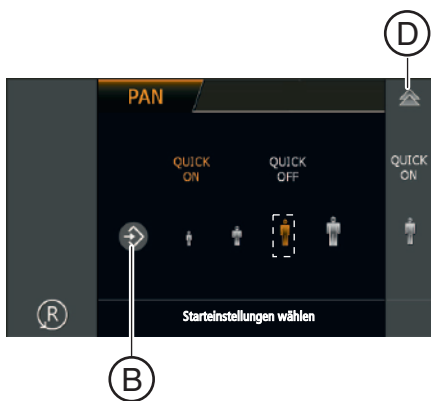 D
PAN
QUICK ON
QUICK OFF
QUICK ON
R
Starteinstellungen wählen
B